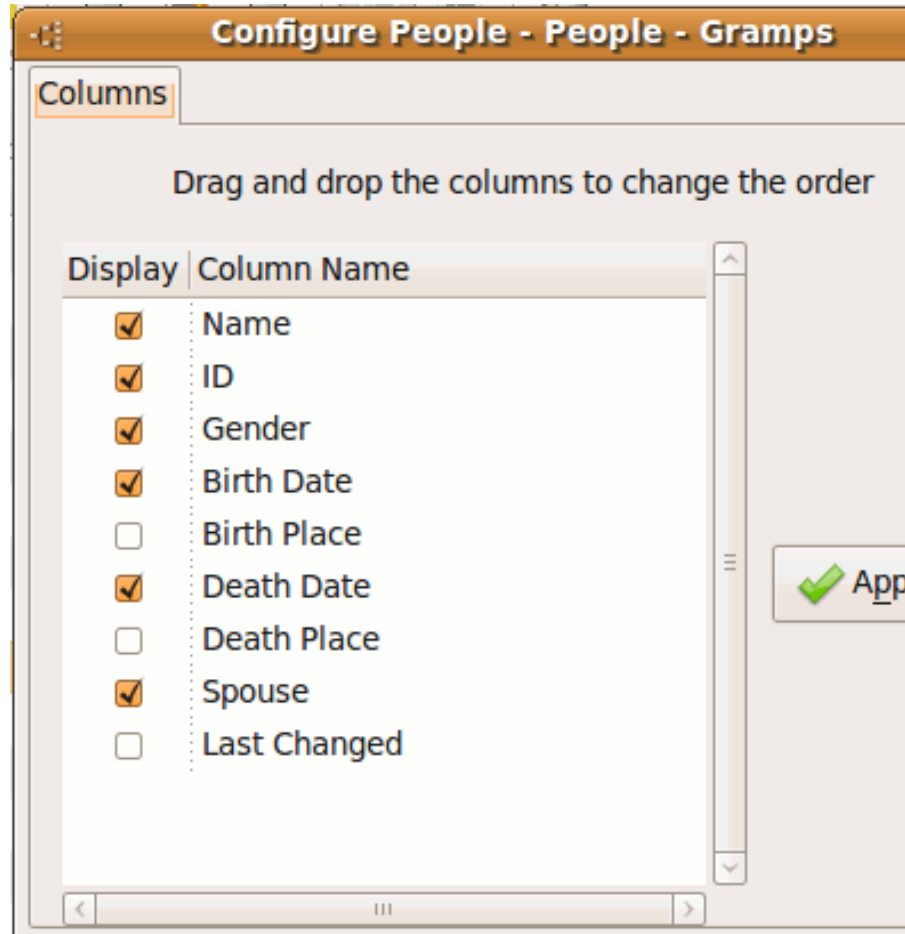 Configure People - People - Gramps
Columns
Drag and drop the columns to change the order
Display Column Name
Name
ID
Gender
Birth Date
Birth Place
Death Date
App
Death Place
Spouse
Last Changed